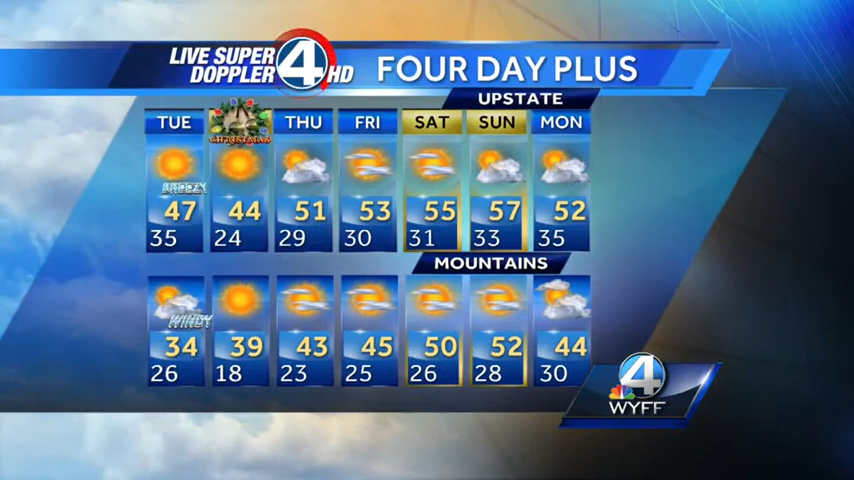 LIVE SUPER
DOPPLER 4 HD
FOUR DAY PLUS
UPSTATE
TUE CHRISTMAS THU FRI SAT SUN MON
BREEZY
47 44 51 53 55 57 52
35 24 29 30 31 33 35
MOUNTAINS
WINDY
34 39 43 45 50 52 44
26 18 23 25 26 28 30
4
WYFF